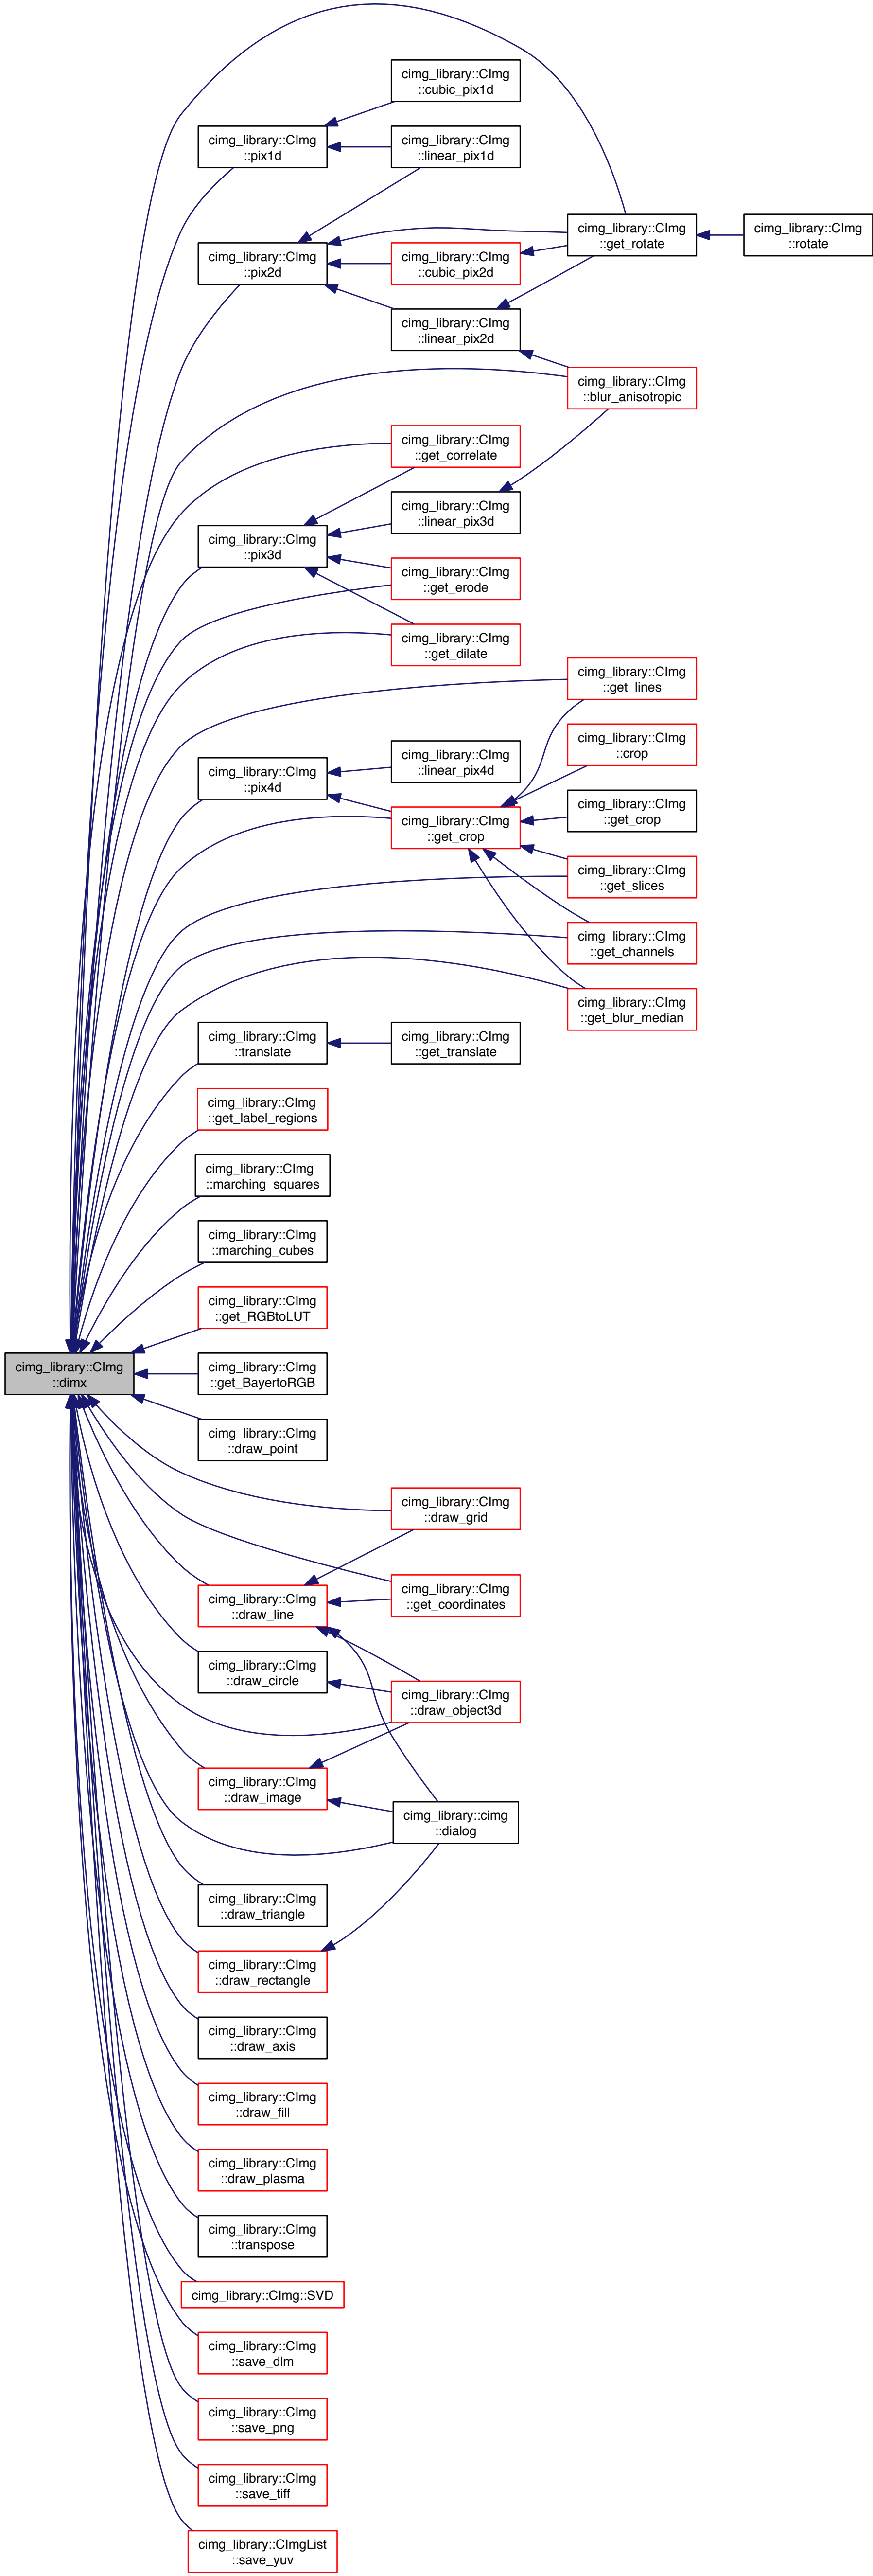 cimg_library::CImg
::cubic_pix1d
cimg_library::CImg
::pix1d
cimg_library::CImg
::linear_pix1d
cimg_library::CImg
::get_rotate
cimg_library::CImg
::rotate
cimg_library::CImg
::pix2d
cimg_library::CImg
::cubic_pix2d
cimg_library::CImg
::linear_pix2d
cimg_library::CImg
::blur_anisotropic
cimg_library::CImg
::get_correlate
cimg_library::CImg
::linear_pix3d
cimg_library::CImg
::pix3d
cimg_library::CImg
::get_erode
cimg_library::CImg
::get_dilate
cimg_library::CImg
::get_lines
cimg_library::CImg
::crop
cimg_library::CImg
::linear_pix4d
cimg_library::CImg
::pix4d
cimg_library::CImg
::get_crop
cimg_library::CImg
::get_crop
cimg_library::CImg
::get_slices
cimg_library::CImg
::get_channels
cimg_library::CImg
::get_blur_median
cimg_library::CImg
::translate
cimg_library::CImg
::get_translate
cimg_library::CImg
::get_label_regions
cimg_library::CImg
::marching_squares
cimg_library::CImg
::marching_cubes
cimg_library::CImg
::get_RGBtoLUT
cimg_library::CImg
::dimx
cimg_library::CImg
::get_BayertoRGB
cimg_library::CImg
::draw_point
cimg_library::CImg
::draw_grid
cimg_library::CImg
::draw_line
cimg_library::CImg
::get_coordinates
cimg_library::CImg
::draw_circle
cimg_library::CImg
::draw_object3d
cimg_library::CImg
::draw_image
cimg_library::cimg
::dialog
cimg_library::CImg
::draw_triangle
cimg_library::CImg
::draw_rectangle
cimg_library::CImg
::draw_axis
cimg_library::CImg
::draw_fill
cimg_library::CImg
::draw_plasma
cimg_library::CImg
::transpose
cimg_library::CImg::SVD
cimg_library::CImg
::save_dlm
cimg_library::CImg
::save_png
cimg_library::CImg
::save_tiff
cimg_library::CImgList
::save_yuv